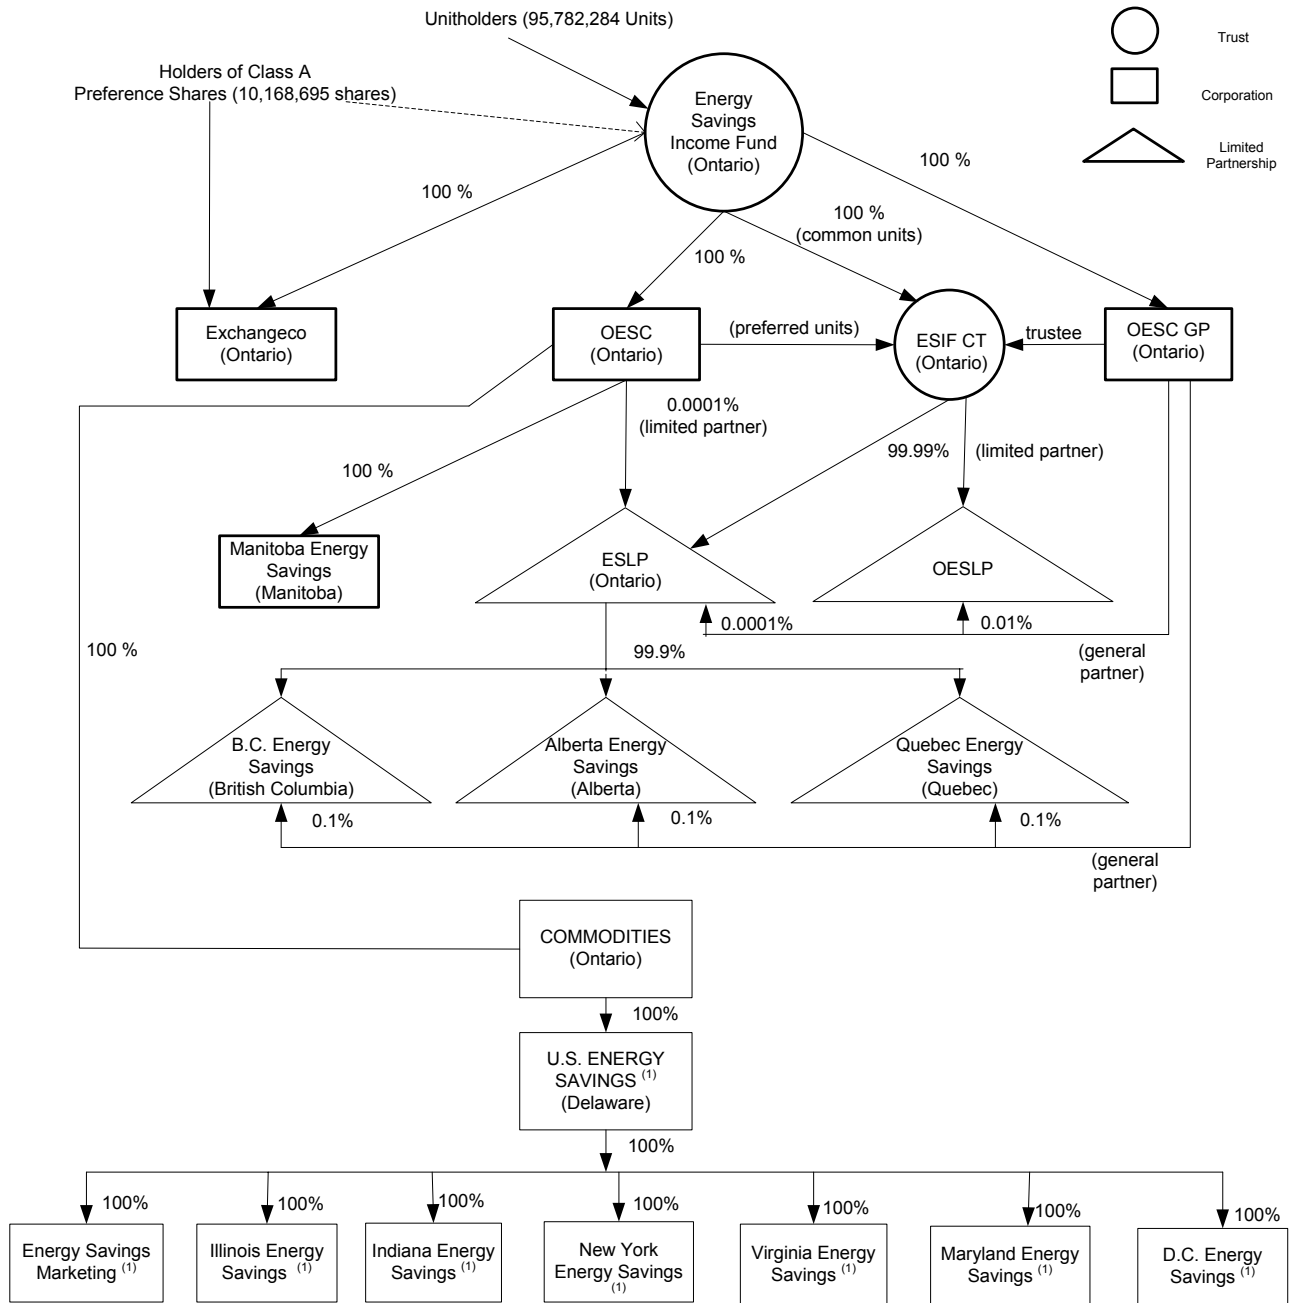 Unitholders (95,782,284 Units)
Trust
Holders of Class A
Preference Shares (10,168,695 shares)
Corporation
Energy
Savings
Income Fund
(Ontario)
Limited
Partnership
100 %
100 %
100 %
(common units)
100 %
Exchangeco
(Ontario)
OESC
(Ontario)
(preferred units)
ESIF CT
(Ontario)
trustee
OESC GP
(Ontario)
0.0001%
(limited partner)
100 %
99.99%
(limited partner)
Manitoba Energy
Savings
(Manitoba)
ESLP
(Ontario)
OESLP
0.0001%
0.01%
(general
partner)
100 %
99.9%
B.C. Energy
Savings
(British Columbia)
Alberta Energy
Savings
(Alberta)
Quebec Energy
Savings
(Quebec)
0.1%
0.1%
0.1%
(general
partner)
COMMODITIES
(Ontario)
100%
U.S. ENERGY
SAVINGS (1)
(Delaware)
100%
100%
100%
100%
100%
100%
100%
100%
Energy Savings
Marketing (1)
Illinois Energy
Savings (1)
Indiana Energy
Savings (1)
New York
Energy Savings
(1)
Virginia Energy
Savings (1)
Maryland Energy
Savings (1)
D.C. Energy
Savings (1)